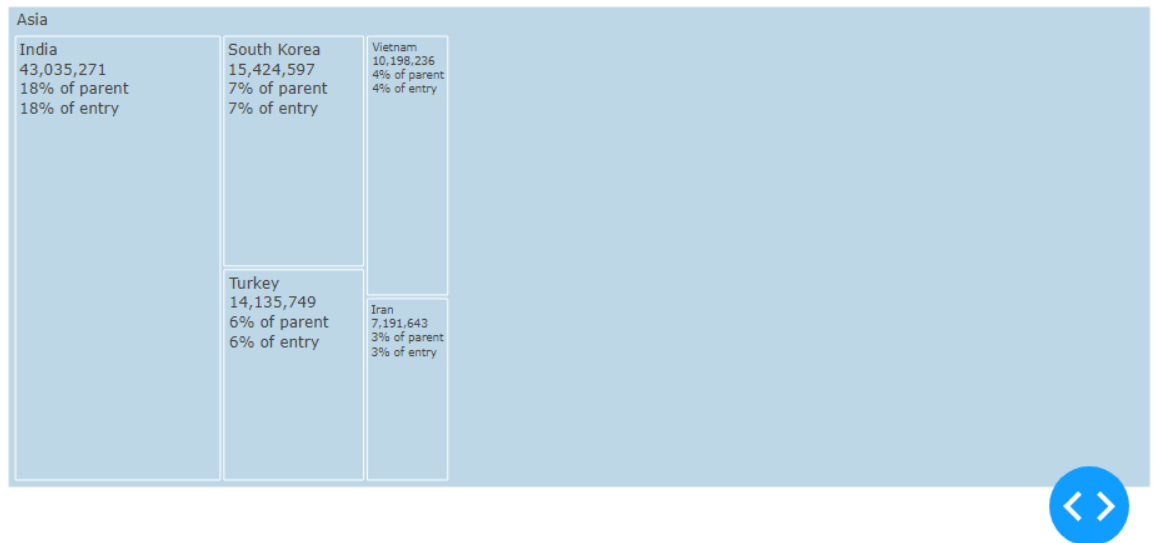 Asia
India
43,035,271
18% of parent
18% of entry
South Korea
15,424,597
7% of parent
7% of entry
Turkey
14,135,749
6% of parent
6% of entry
Vietnam
10,198,236
4% of parent
4% of entry
Iran
7,191,643
3% of parent
3% of entry